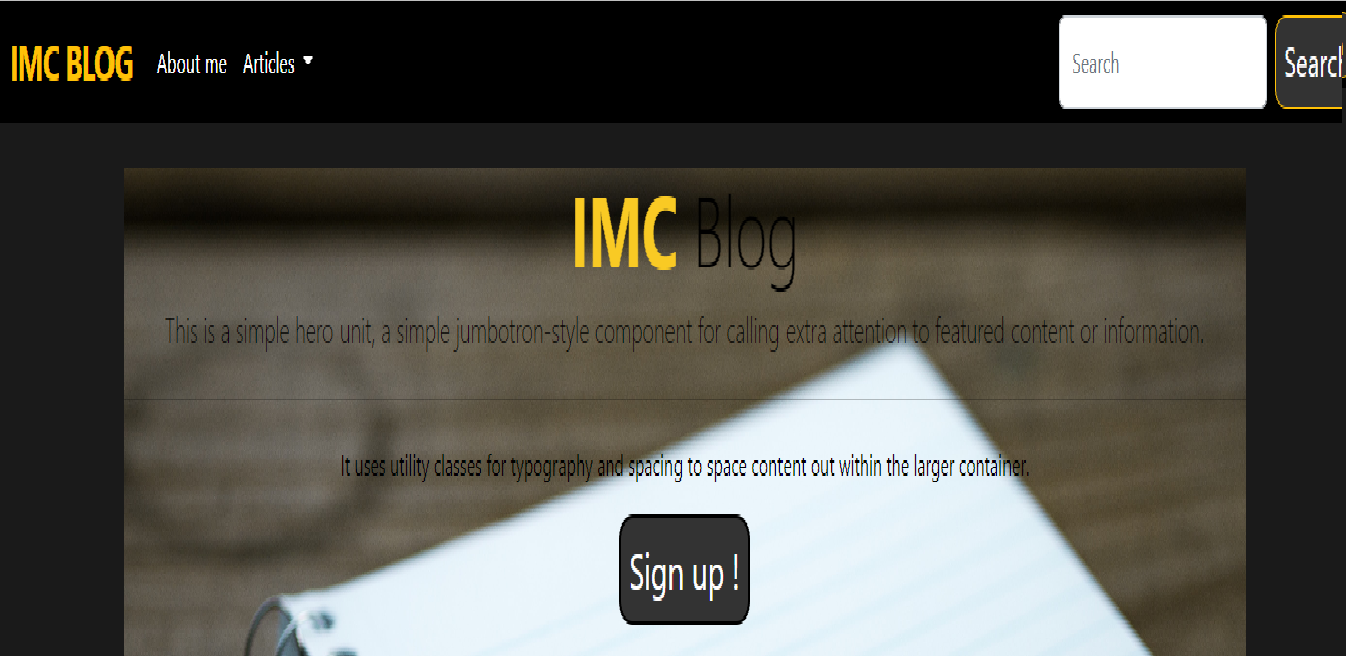 IMC BLOG About me Articles Search Search
IMC Blog
This is a simple hero unit, a simple jumbotron-style component for calling extra attention to featured content or information.
It uses utility classes for typography and spacing to space content out within the larger container.
Sign up !